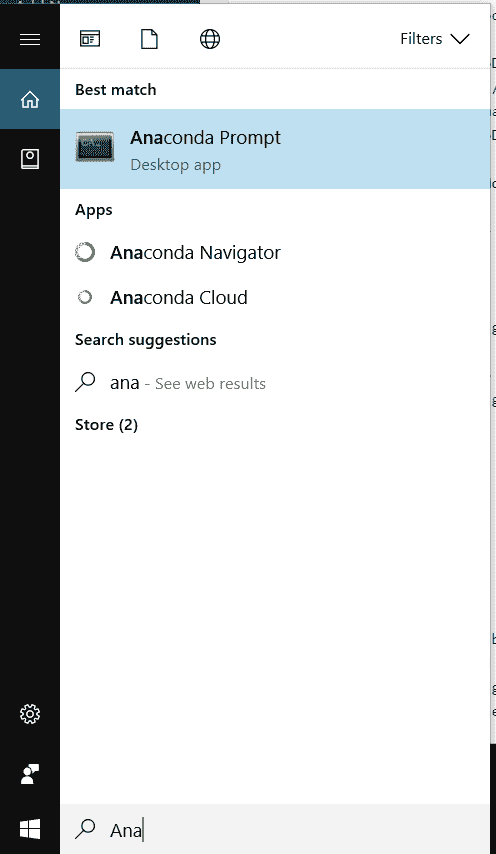 Filters
Best match
Anaconda Prompt
Desktop app
Apps
Anaconda Navigator
Anaconda Cloud
Search suggestions
ana - See web results
Store (2)
Ana